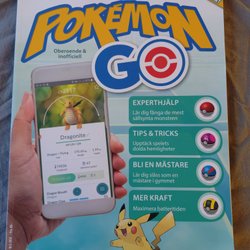 POKÉMON
GO
Oberoende &
inofficiell
Dragonite
EXPERTHJÄLP
Lär dig fånga de mest
sällsynta monstren
TIPS & TRICKS
Upptäck spelets
dolda hemligheter
BLI EN MÄSTARE
Lär dig slåss som en
mästare i gymmet
MER KRAFT
Maximera batteritiden